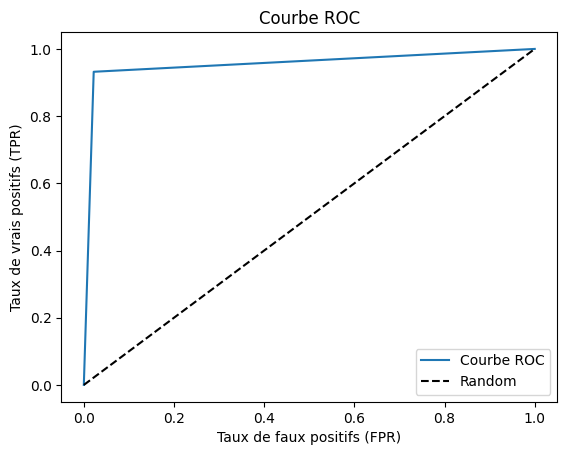 Courbe ROC
Taux de vrais positifs (TPR)
1.0
0.8
0.6
0.4
0.2
0.0
0.0 0.2 0.4 0.6 0.8 1.0
Taux de faux positifs (FPR)
Courbe ROC
Random